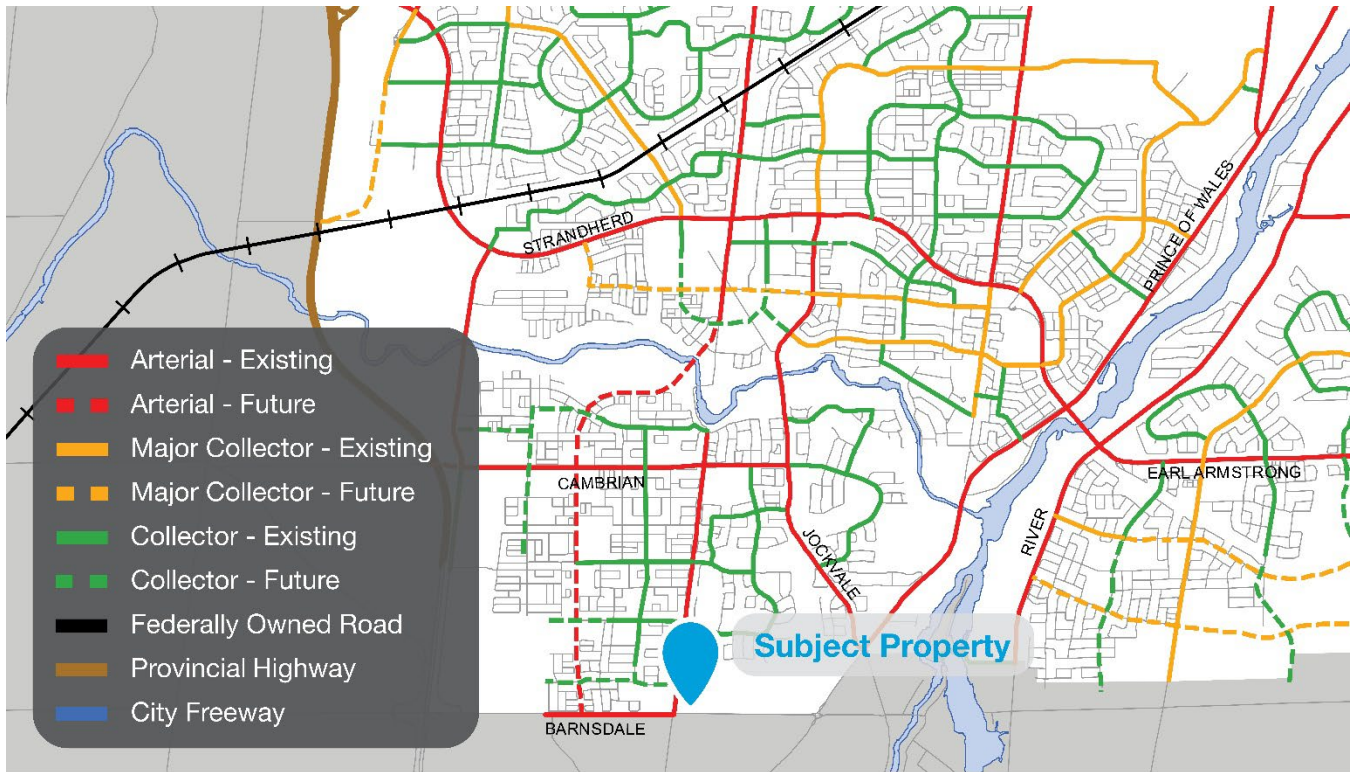 STRANDHERD
PRINCE OF WALES
Arterial - Existing
Arterial - Future
Major Collector - Existing
Major Collector - Future
Collector - Existing
Collector - Future
Federally Owned Road
Provincial Highway
City Freeway
CAMBRIAN
EARL ARMSTRONG
RIVER
JOCKVALE
Subject Property
BARNSDALE